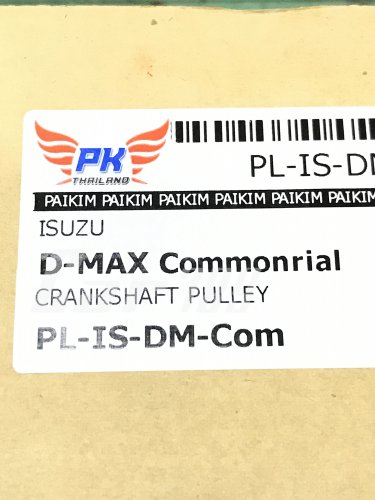 PK
THAILAND
PL-IS-DM
PAIKIM PAIKIM PAIKIM PAIKIM PAIKIM PAIKIM
ISUZU
D-MAX Commonrial
CRANKSHAFT PULLEY
PL-IS-DM-Com